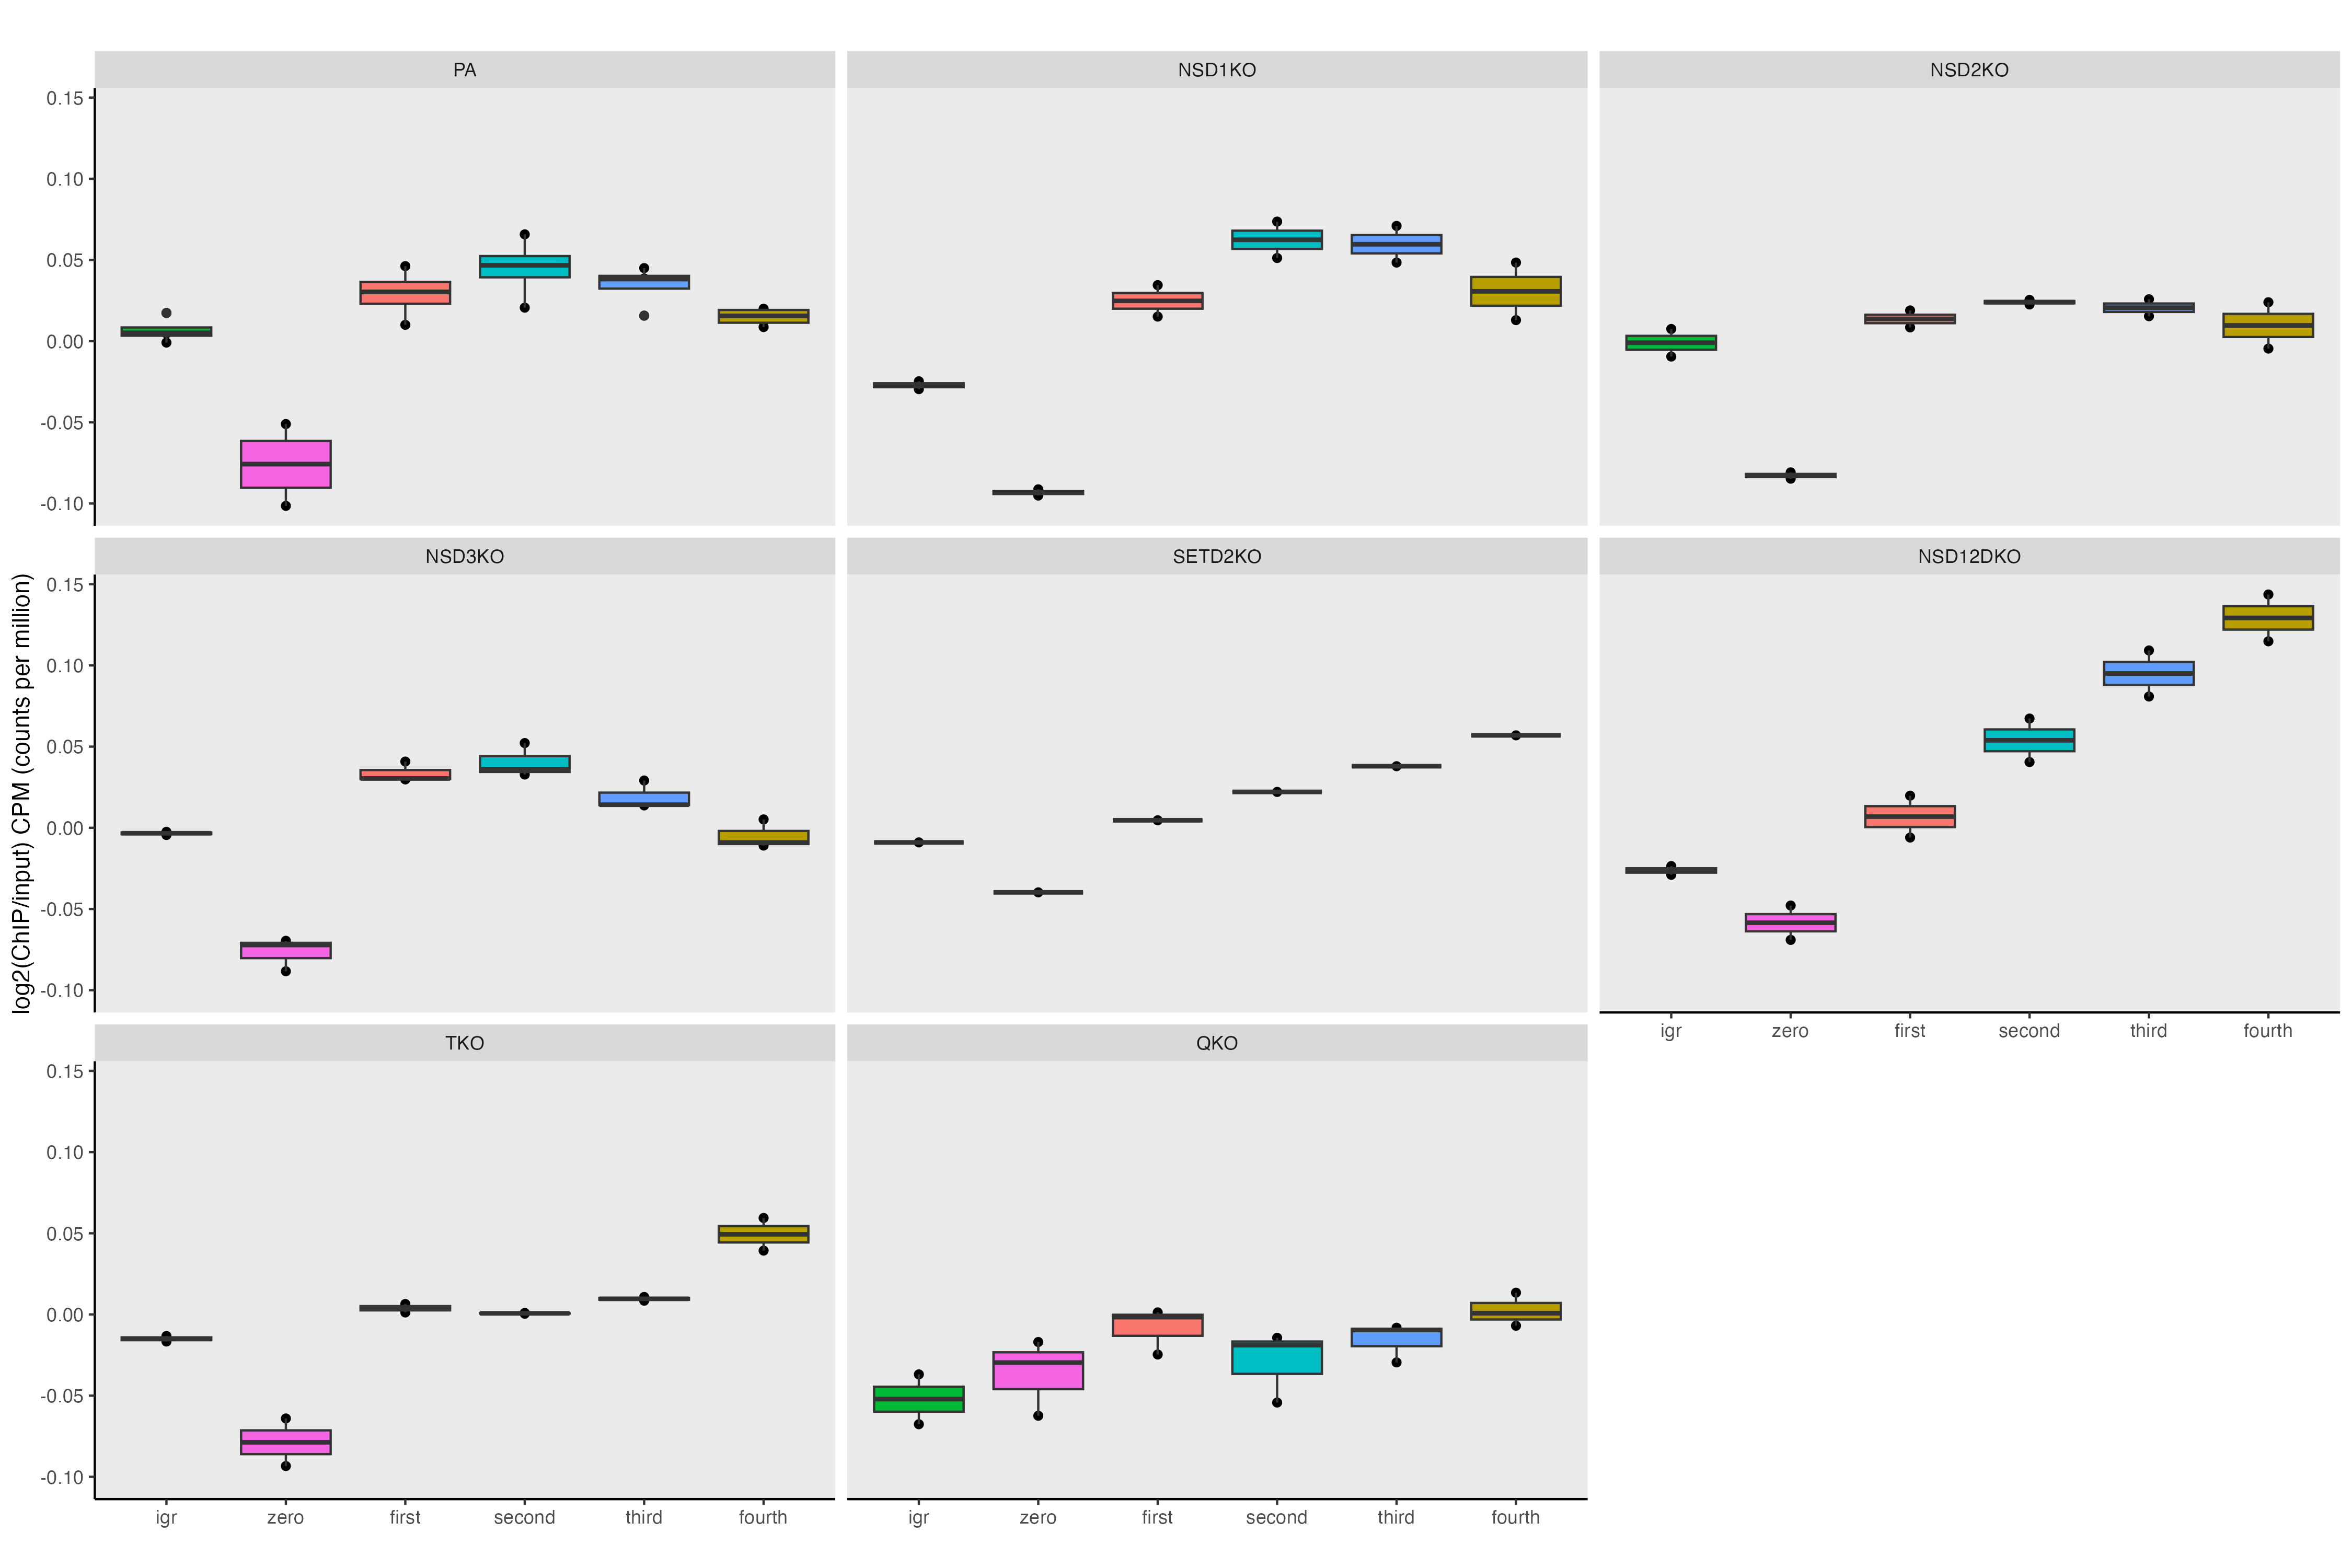 PA
NSD1KO
NSD2KO
0.15
0.10
0.05
0.00
-0.05
-0.10
NSD3KO
SETD2KO
NSD12DKO
log2(ChIP/input) CPM (counts per million)
0.15
0.10
0.05
0.00
-0.05
-0.10
igr zero first second third fourth
TKO
QKO
0.15
0.10
0.05
0.00
-0.05
-0.10
igr zero first second third fourth
igr zero first second third fourth